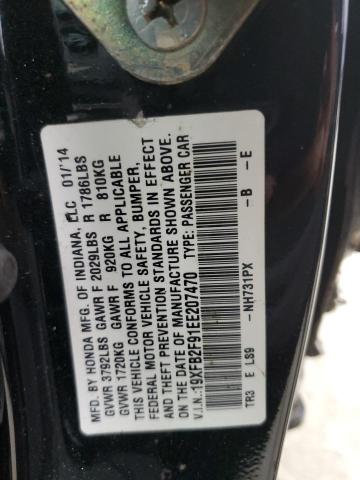 MFD. BY HONDA MFG. OF INDIANA, LLC 01/'14
GVWR 3792LBS GAWR F 2029LBS R 1786LBS
GVWR 1720KG GAWR F 920KG R 810KG
THIS VEHICLE CONFORMS TO ALL APPLICABLE
FEDERAL MOTOR VEHICLE SAFETY, BUMPER,
AND THEFT PREVENTION STANDARDS IN EFFECT
ON THE DATE OF MANUFACTURE SHOWN ABOVE.
V.I.N.:19XFB2F91EE207470 TYPE: PASSENGER CAR
TR3 E LS9 -NH731PX -B -E